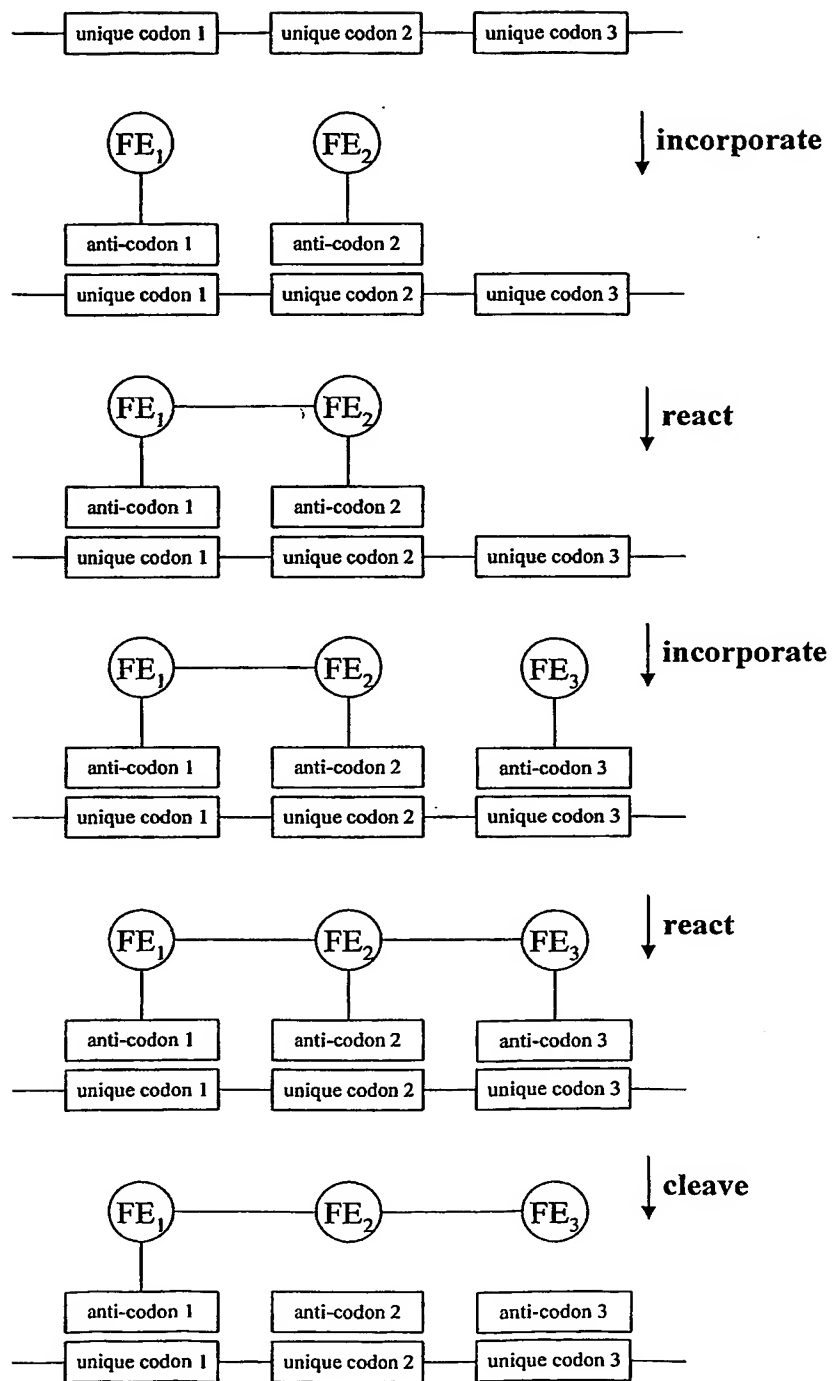 unique codon 1 unique codon 2 unique codon 3
incorporate
FE1 FE2
anti-codon 1 anti-codon 2
unique codon 1 unique codon 2 unique codon 3
react
FE1 FE2
anti-codon 1 anti-codon 2
unique codon 1 unique codon 2 unique codon 3
incorporate
FE1 FE2 FE3
anti-codon 1 anti-codon 2 anti-codon 3
unique codon 1 unique codon 2 unique codon 3
react
FE1 FE2 FE3
anti-codon 1 anti-codon 2 anti-codon 3
unique codon 1 unique codon 2 unique codon 3
cleave
FE1 FE2 FE3
anti-codon 1 anti-codon 2 anti-codon 3
unique codon 1 unique codon 2 unique codon 3